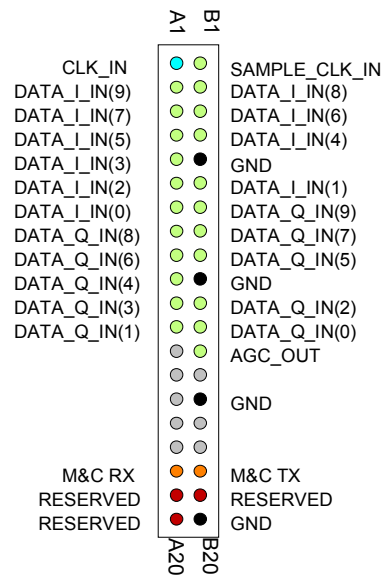 A1 B1
CLK_IN SAMPLE_CLK_IN
DATA_I_IN(9) DATA_I_IN(8)
DATA_I_IN(7) DATA_I_IN(6)
DATA_I_IN(5) DATA_I_IN(4)
DATA_I_IN(3) GND
DATA_I_IN(2) DATA_I_IN(1)
DATA_I_IN(0) DATA_Q_IN(9)
DATA_Q_IN(8) DATA_Q_IN(7)
DATA_Q_IN(6) DATA_Q_IN(5)
DATA_Q_IN(4) GND
DATA_Q_IN(3) DATA_Q_IN(2)
DATA_Q_IN(1) DATA_Q_IN(0)
AGC_OUT
GND
M&C RX M&C TX
RESERVED RESERVED
RESERVED GND
A20 B20